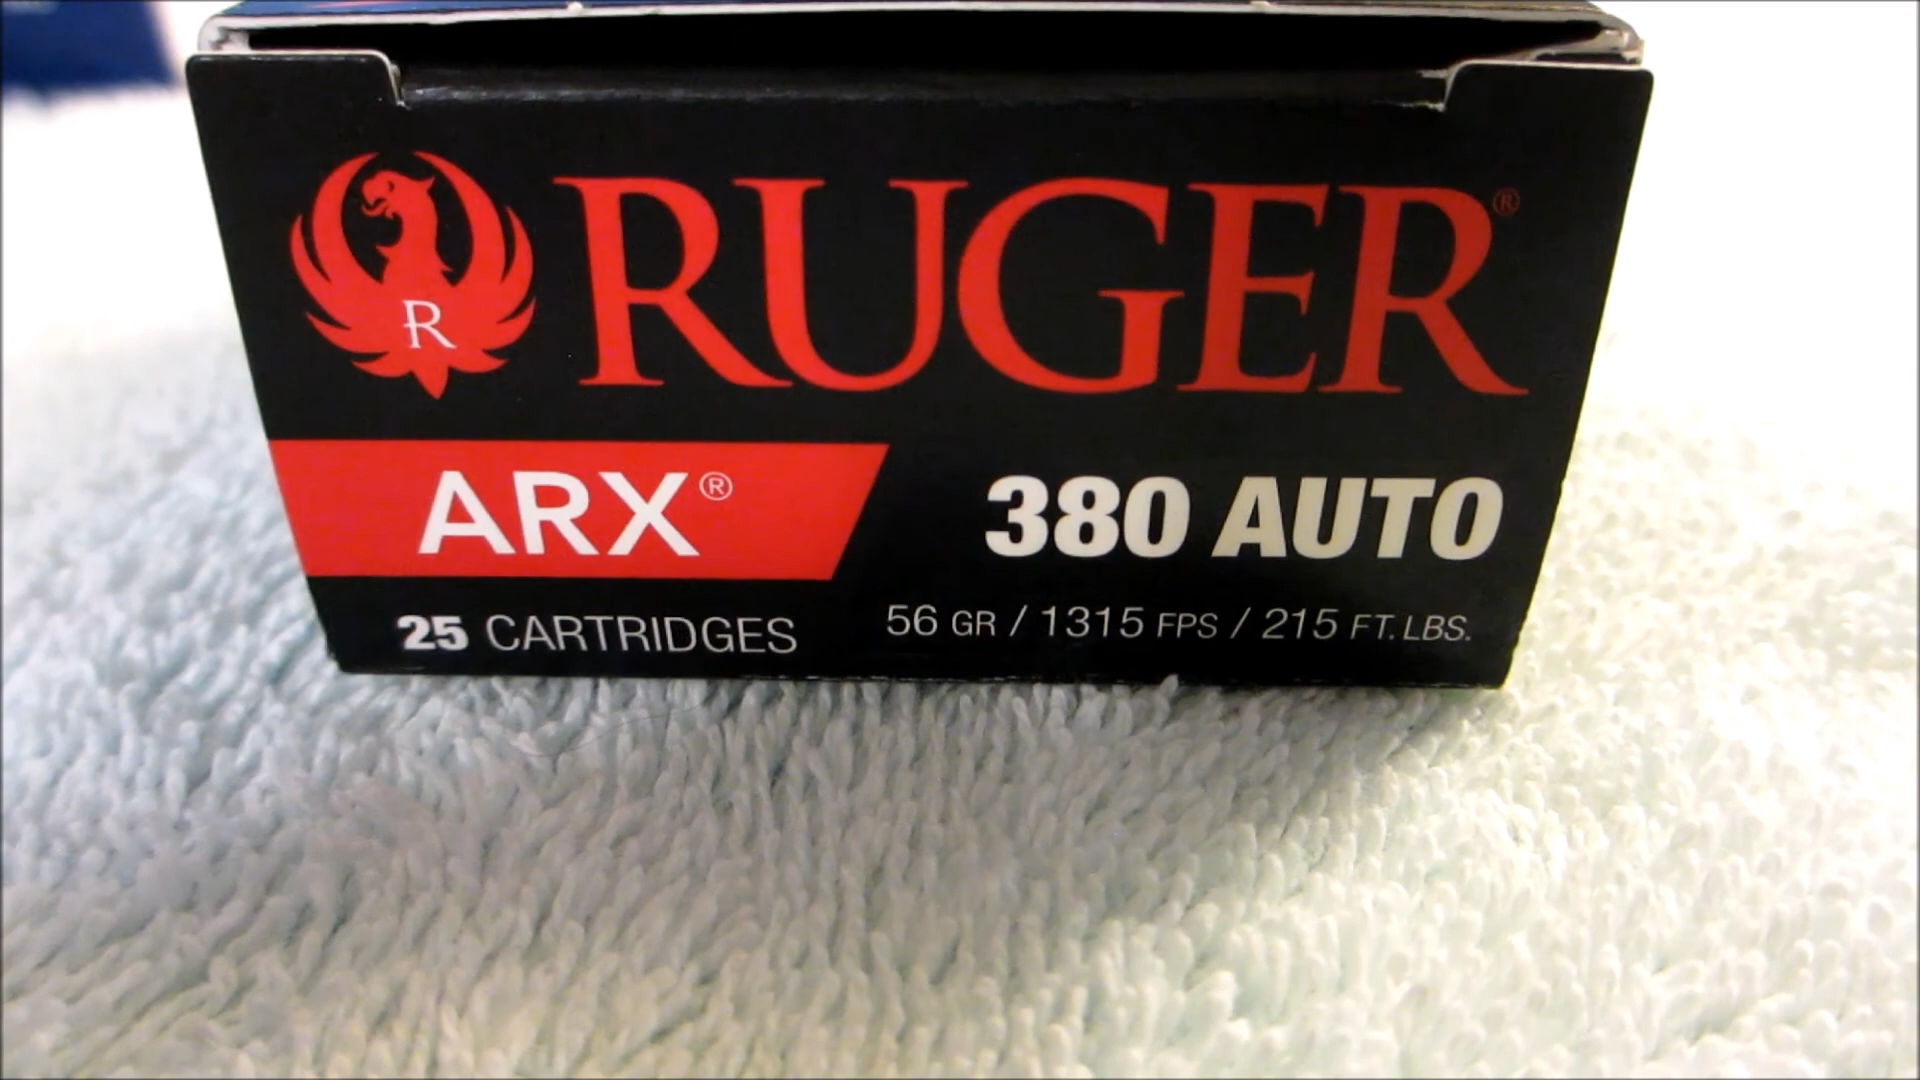 R
RUGER®
ARX®
380 AUTO
25 CARTRIDGES
56 GR / 1315 FPS / 215 FT. LBS.